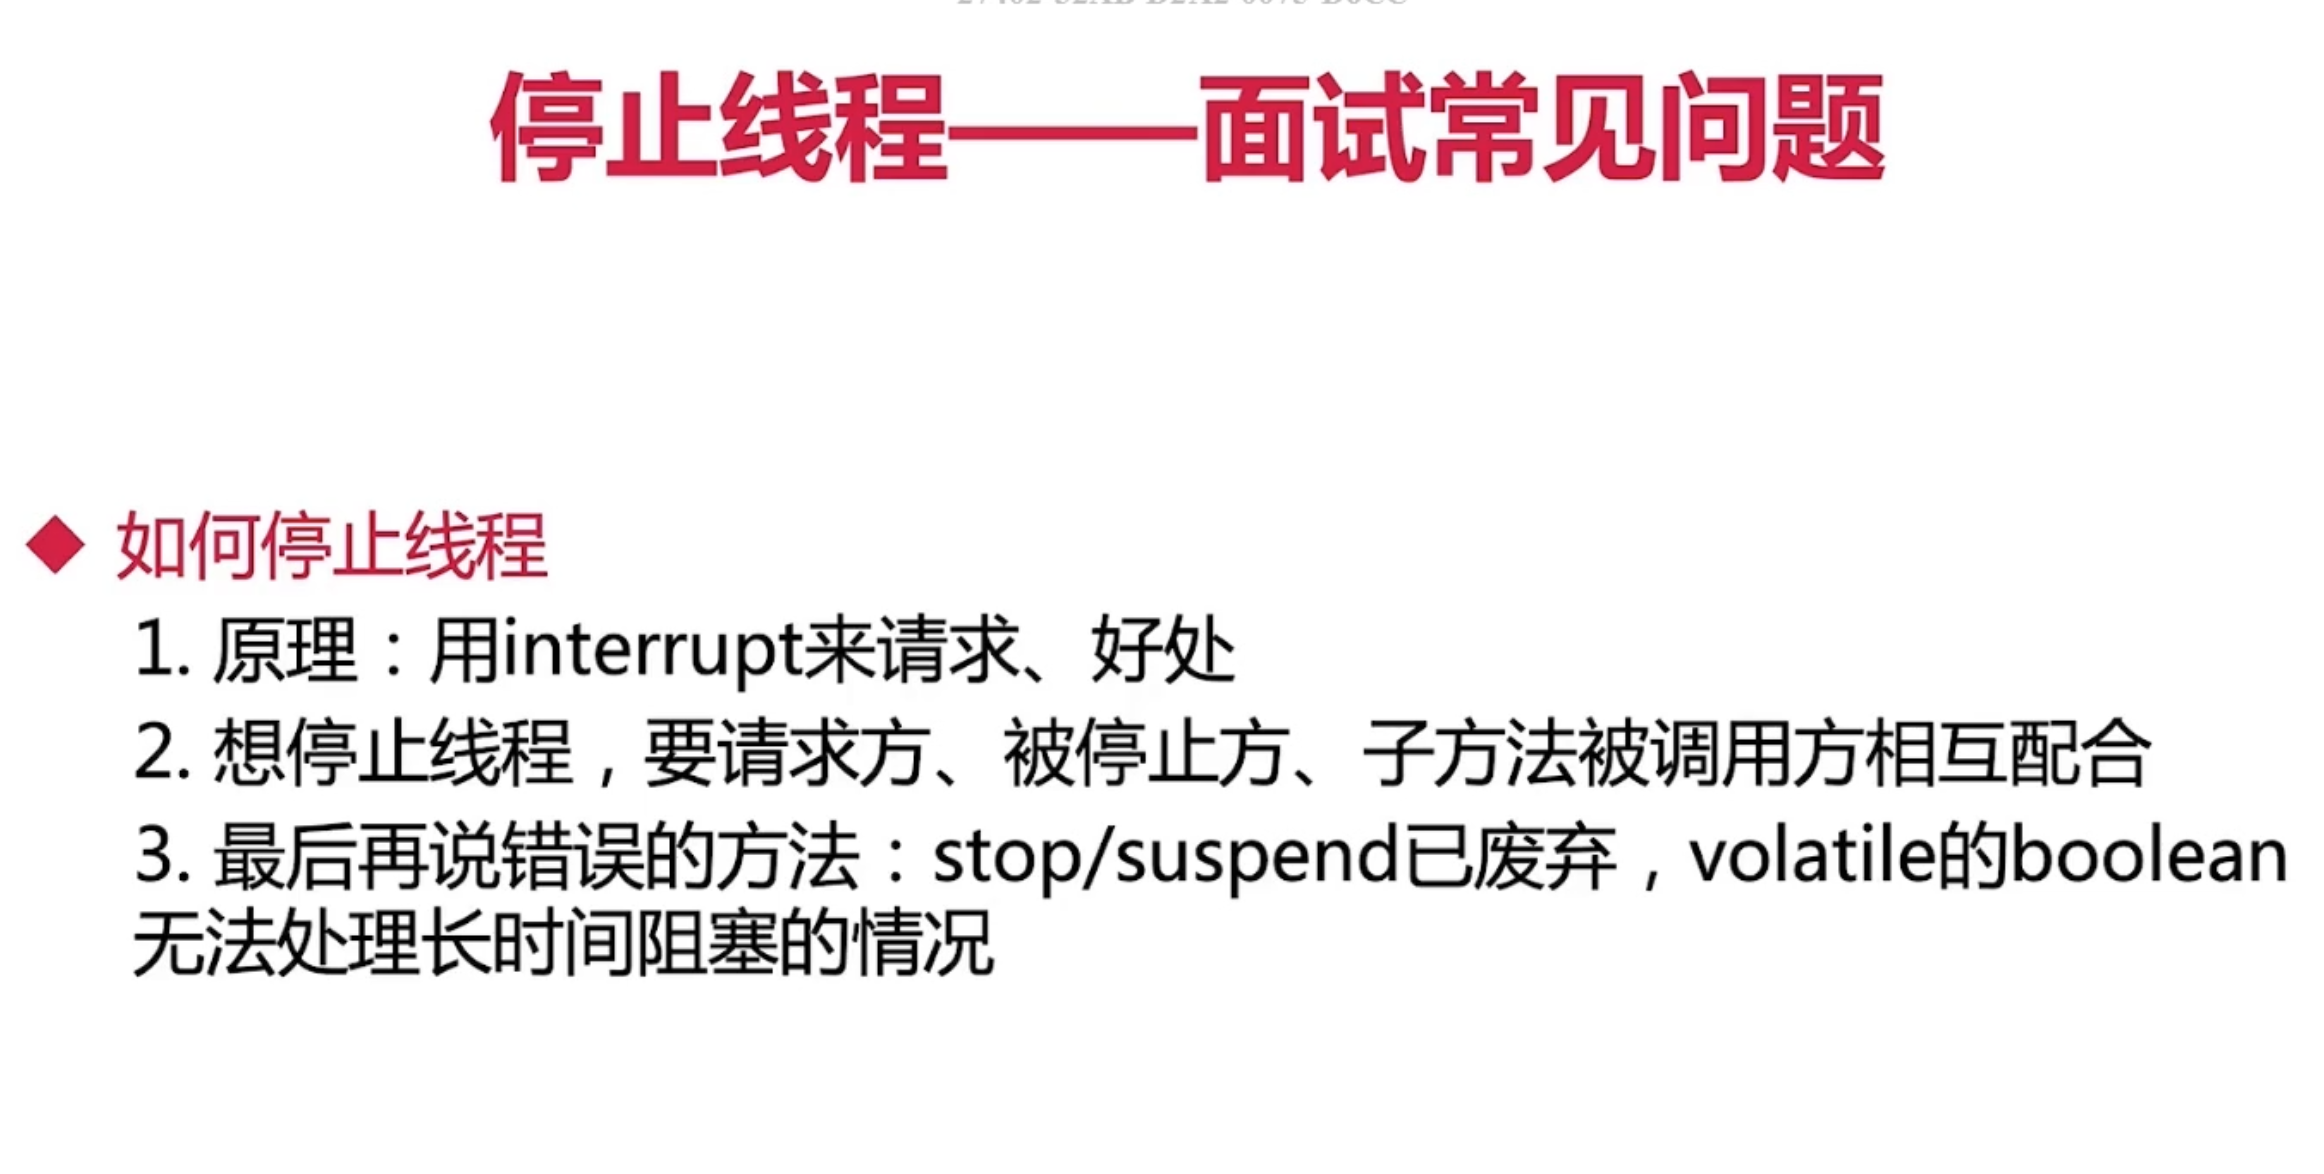 停止线程——面试常见问题
◆ 如何停止线程
1. 原理：用interrupt来请求、好处
2. 想停止线程，要请求方、被停止方、子方法被调用方相互配合
3. 最后再说错误的方法：stop/suspend已废弃，volatile的boolean
无法处理长时间阻塞的情况